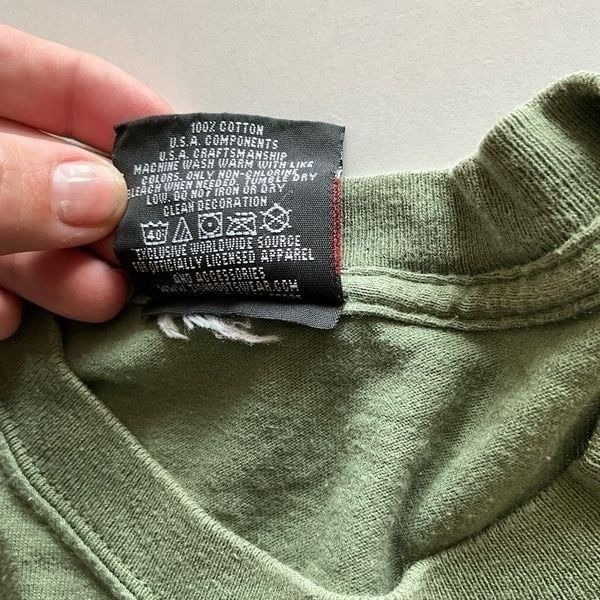 100% COTTON
U.S.A. COMPONENTS
U.S.A. CRAFTSMANSHIP
MACHINE WASH WARM WITH LIKE
COLORS. ONLY NON-CHLORINE
BLEACH WHEN NEEDED. TUMBLE DRY
LOW. DO NOT IRON OR DRY
CLEAN DECORATION
40
EXCLUSIVE WORLDWIDE SOURCE
OFFICIALLY LICENSED APPAREL
AND ACCESSORIES